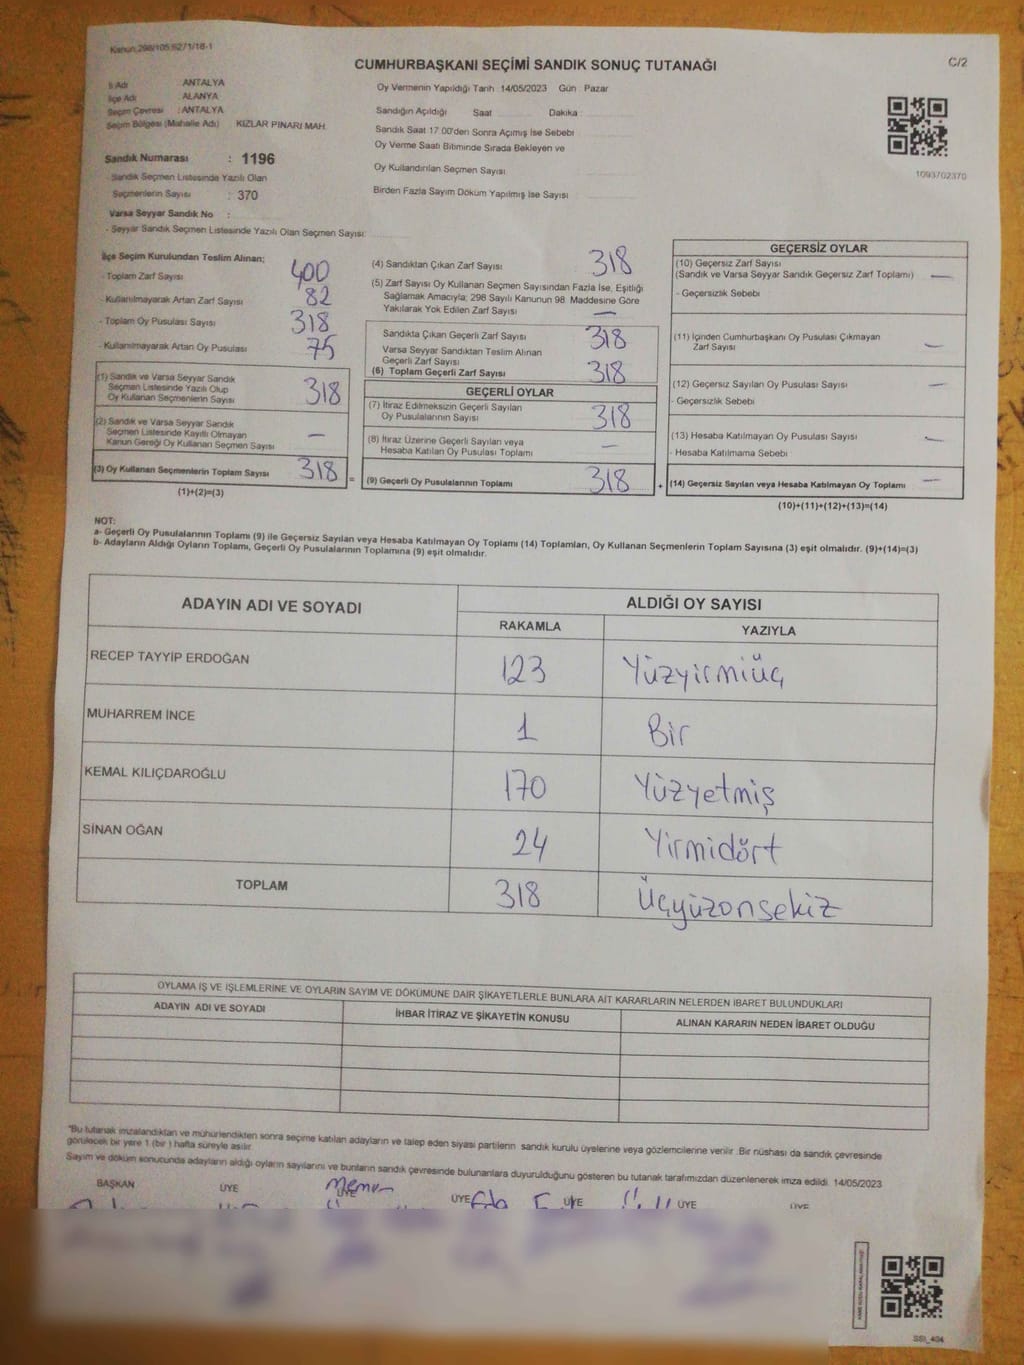 Kanun,298/105;6271/18-1
CUMHURBAŞKANI SEÇİMİ SANDIK SONUÇ TUTANAĞI
C/2
İl Adı : ANTALYA
İlçe Adı : ALANYA
Seçim Çevresi : ANTALYA
Seçim Bölgesi (Mahalle Adı) KIZLAR PINARI MAH.
Sandık Numarası : 1196
Sandık Seçmen Listesinde Yazılı Olan
Seçmenlerin Sayısı : 370
Varsa Seyyar Sandık No :
- Seyyar Sandık Seçmen Listesinde Yazılı Olan Seçmen Sayısı:
Oy Vermenin Yapıldığı Tarih 14/05/2023 Gün Pazar
Sandığın Açıldığı Saat Dakika :
Sandık Saat 17.00'den Sonra Açımış İse Sebebi
Oy Verme Saati Bitiminde Sırada Bekleyen ve
Oy Kullandırılan Seçmen Sayısı
Birden Fazla Sayım Döküm Yapılmış İse Sayısı
1093702370
İlçe Seçim Kurulundan Teslim Alınan;
- Toplam Zarf Sayısı 400
- Kullanılmayarak Artan Zarf Sayısı 82
- Toplam Oy Pusulası Sayısı 318
- Kullanılmayarak Artan Oy Pusulası 75
(1) Sandık ve Varsa Seyyar Sandık
Seçmen Listesinde Yazılı Olup
Oy Kullanan Seçmenlerin Sayısı 318
(2) Sandık ve Varsa Seyyar Sandık
Seçmen Listesinde Kayıtlı Olmayan
Kanun Gereği Oy Kullanan Seçmen Sayısı —
(3) Oy Kullanan Seçmenlerin Toplam Sayısı 318 =
(1)+(2)=(3)
(4) Sandıktan Çıkan Zarf Sayısı 318
(5) Zarf Sayısı Oy Kullanan Seçmen Sayısından Fazla İse, Eşitliği
Sağlamak Amacıyla; 298 Sayılı Kanunun 98. Maddesine Göre
Yakılarak Yok Edilen Zarf Sayısı —
Sandıkta Çıkan Geçerli Zarf Sayısı 318
Varsa Seyyar Sandıktan Teslim Alınan
Geçerli Zarf Sayısı
(6) Toplam Geçerli Zarf Sayısı 318
GEÇERLİ OYLAR
(7) İtiraz Edilmeksizin Geçerli Sayılan
Oy Pusulalarının Sayısı 318
(8) İtiraz Üzerine Geçerli Sayılan veya
Hesaba Katılan Oy Pusulası Toplamı —
(9) Geçerli Oy Pusulalarının Toplamı 318 +
GEÇERSİZ OYLAR
(10) Geçersiz Zarf Sayısı
(Sandık ve Varsa Seyyar Sandık Geçersiz Zarf Toplamı) —
- Geçersizlik Sebebi
(11) İçinden Cumhurbaşkanı Oy Pusulası Çıkmayan
Zarf Sayısı —
(12) Geçersiz Sayılan Oy Pusulası Sayısı —
- Geçersizlik Sebebi
(13) Hesaba Katılmayan Oy Pusulası Sayısı —
- Hesaba Katılmama Sebebi
(14) Geçersiz Sayılan veya Hesaba Katılmayan Oy Toplamı —
(10)+(11)+(12)+(13)=(14)
NOT:
a- Geçerli Oy Pusulalarının Toplamı (9) ile Geçersiz Sayılan veya Hesaba Katılmayan Oy Toplamı (14) Toplamları, Oy Kullanan Seçmenlerin Toplam Sayısına (3) eşit olmalıdır. (9)+(14)=(3)
b- Adayların Aldığı Oyların Toplamı, Geçerli Oy Pusulalarının Toplamına (9) eşit olmalıdır.
ADAYIN ADI VE SOYADI ALDIĞI OY SAYISI
RAKAMLA YAZIYLA
RECEP TAYYİP ERDOĞAN 123 Yüzyirmiüç
MUHARREM İNCE 1 Bir
KEMAL KILIÇDAROĞLU 170 Yüzyetmiş
SİNAN OĞAN 24 Yirmidört
TOPLAM 318 Üçyüzonsekiz
OYLAMA İŞ VE İŞLEMLERİNE VE OYLARIN SAYIM VE DÖKÜMÜNE DAİR ŞİKAYETLERLE BUNLARA AİT KARARLARIN NELERDEN İBARET BULUNDUKLARI
ADAYIN ADI VE SOYADI İHBAR İTİRAZ VE ŞİKAYETİN KONUSU ALINAN KARARIN NEDEN İBARET OLDUĞU
"Bu tutanak imzalandıktan ve mühürlendikten sonra seçime katılan adayların ve talep eden siyasi partilerin sandık kurulu üyelerine veya gözlemcilerine verilir. Bir nüshası da sandık çevresinde
görülecek bir yere 1 (bir ) hafta süreyle asılır.
Sayım ve döküm sonucunda adayların aldığı oyların sayılarını ve bunların sandık çevresinde bulunanlara duyurulduğunu gösteren bu tutanak tarafımızdan düzenlenerek imza edildi. 14/05/2023
BAŞKAN ÜYE ÜYE ÜYE ÜYE ÜYE ÜYE
SSI_404